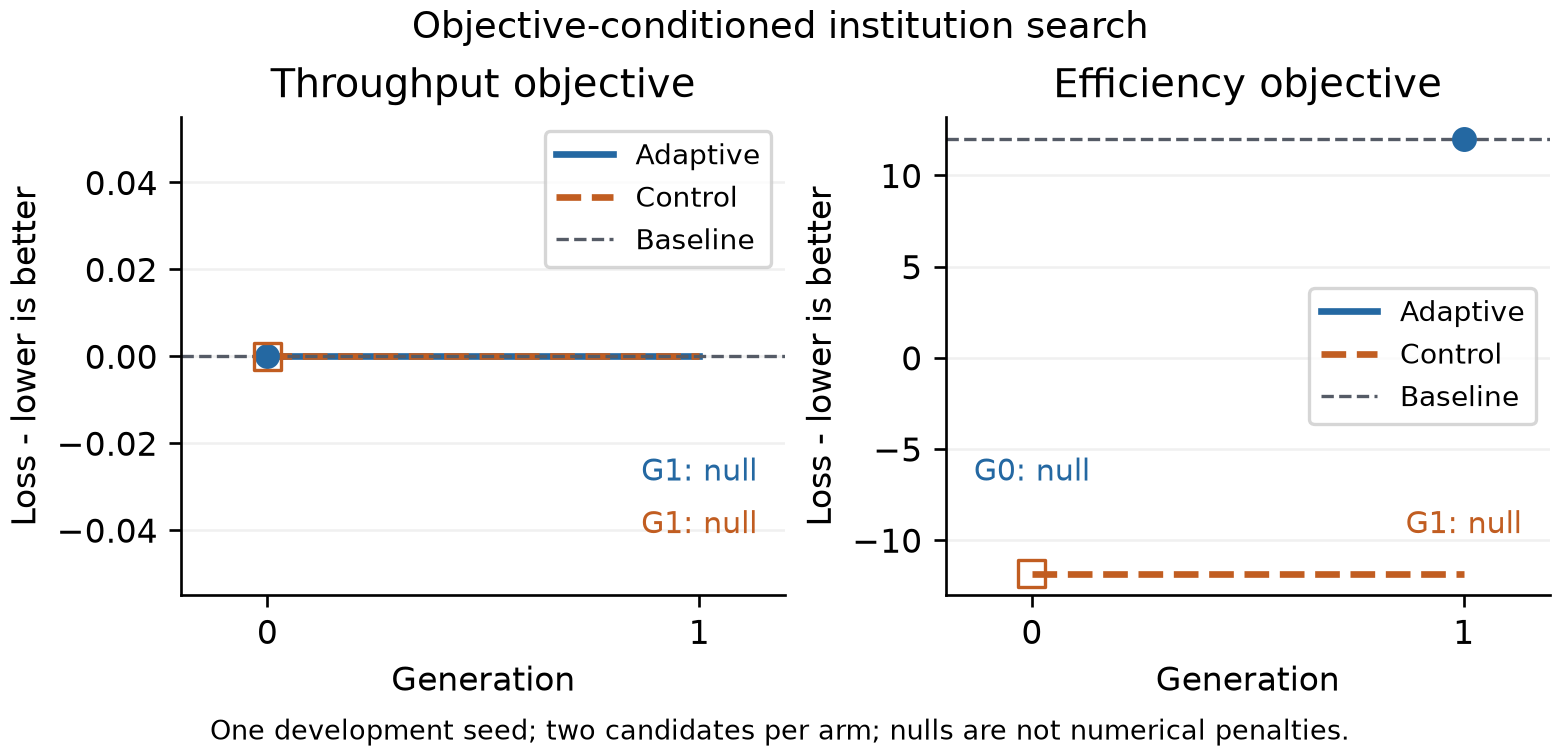 Objective-conditioned institution search
Throughput objective
Loss - lower is better
0.04
0.02
0.00
−0.02
−0.04
Adaptive
Control
Baseline
G1: null
G1: null
0
1
Generation
Efficiency objective
Loss - lower is better
10
5
0
−5
−10
Adaptive
Control
Baseline
G0: null
G1: null
0
1
Generation
One development seed; two candidates per arm; nulls are not numerical penalties.